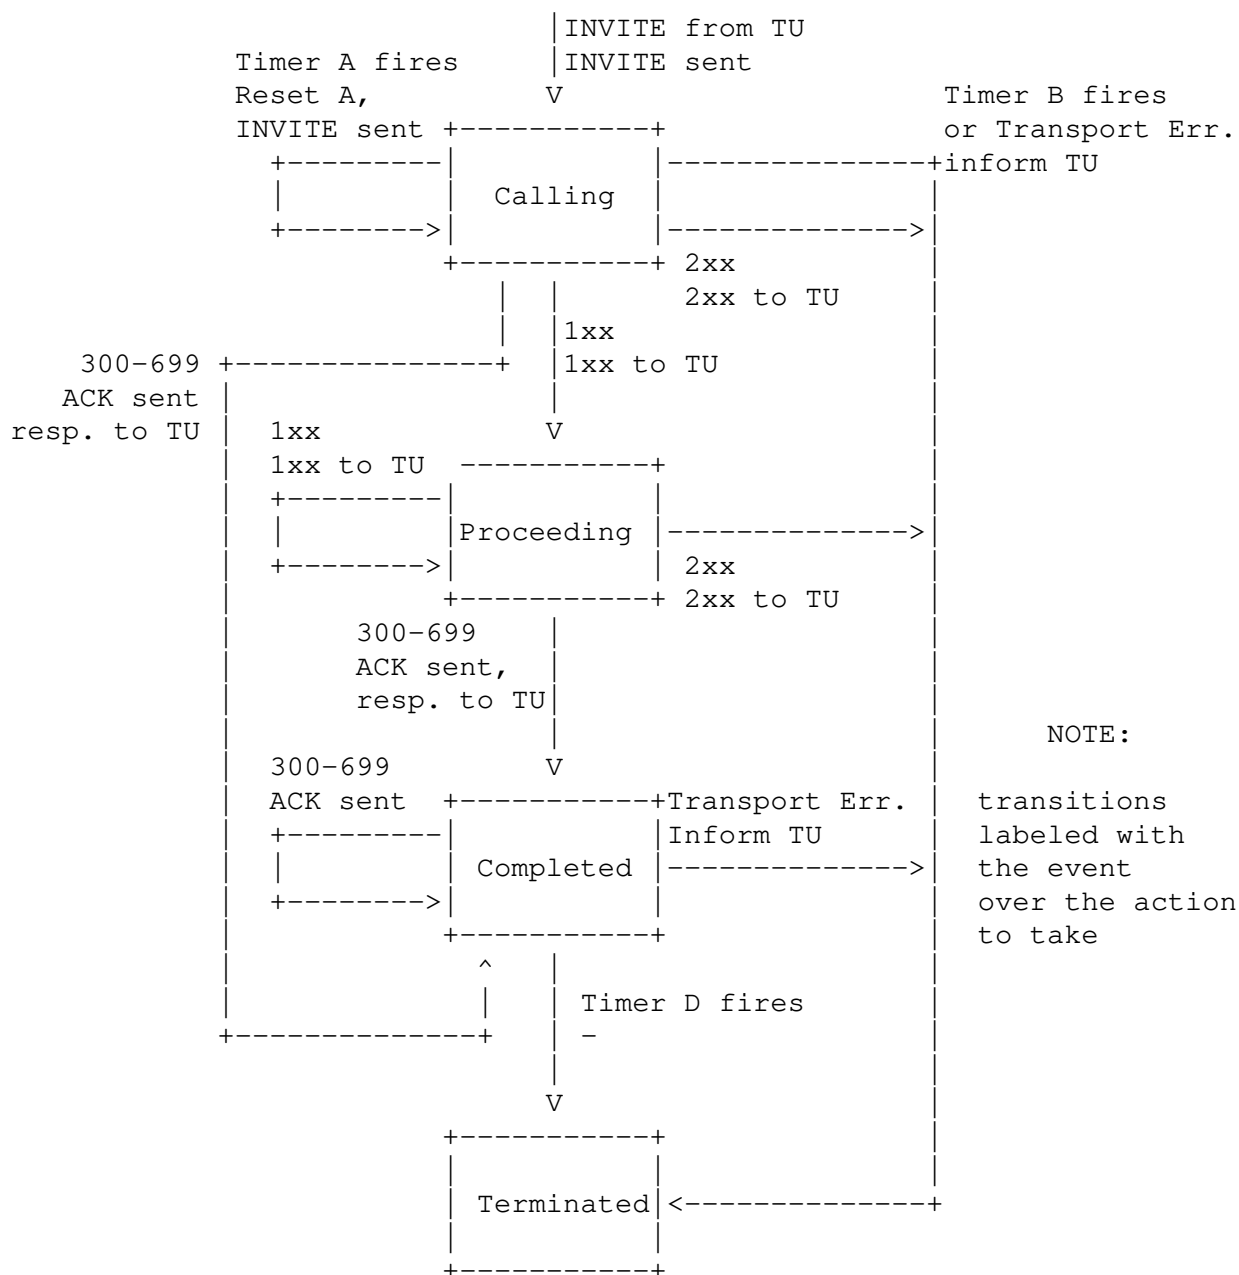 INVITE from TU
Timer A fires INVITE sent
Reset A, V Timer B fires
INVITE sent or Transport Err.
inform TU
Calling
2xx
2xx to TU
1xx
300-699 1xx to TU
ACK sent
resp. to TU 1xx V
1xx to TU
Proceeding
2xx
2xx to TU
300-699
ACK sent,
resp. to TU
NOTE:
300-699 V
ACK sent Transport Err. transitions
Inform TU labeled with
Completed the event
over the action
to take
Timer D fires
-
V
Terminated